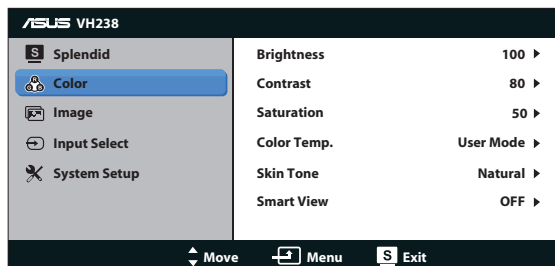 ASUS VH238
S Splendid
Color
Image
Input Select
System Setup
Brightness 100
Contrast 80
Saturation 50
Color Temp. User Mode
Skin Tone Natural
Smart View OFF
Move Menu S Exit